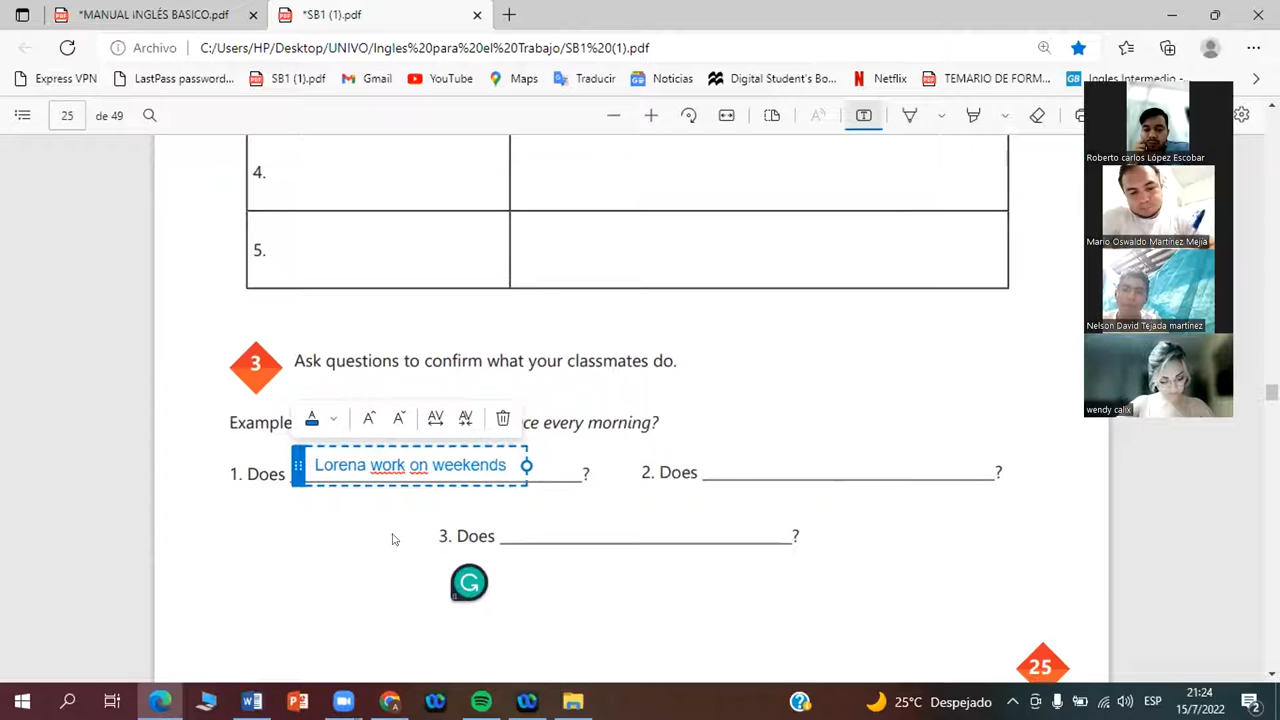 *MANUAL INGLÉS BASICO.pdf
*SB1 (1).pdf
Archivo
C:/Users/HP/Desktop/UNIVO/Ingles%20para%20el%20Trabajo/SB1%20(1).pdf
Express VPN
LastPass password...
SB1 (1).pdf
Gmail
YouTube
Maps
Traducir
Noticias
Digital Student's Bo...
Netflix
TEMARIO DE FORM...
Ingles Intermedio -
25 de 49
Roberto carlos López Escobar
Mario Oswaldo Martínez Mejía
Nelson David Tejada martinez
wendy calix
4.
5.
3 Ask questions to confirm what your classmates do.
Example
ce every morning?
1. Does Lorena work on weekends ?
2. Does ?
3. Does ?
25
25°C Despejado
ESP
21:24
15/7/2022
2